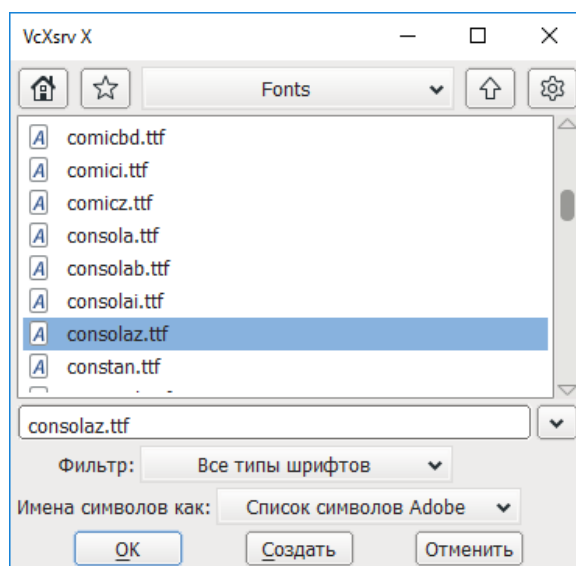 VcXsrv X
Fonts
comicbd.ttf
comici.ttf
comicz.ttf
consola.ttf
consolab.ttf
consolai.ttf
consolaz.ttf
constan.ttf
consolaz.ttf
Фильтр: Все типы шрифтов
Имена символов как: Список символов Adobe
OK Создать Отменить